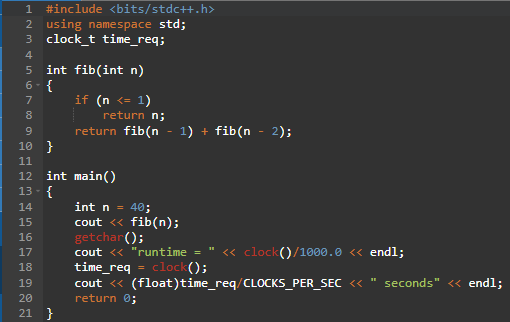 1 #include <bits/stdc++.h>
2 using namespace std;
3 clock_t time_req;
4
5 int fib(int n)
6 {
7     if (n <= 1)
8         return n;
9     return fib(n - 1) + fib(n - 2);
10 }
11
12 int main()
13 {
14     int n = 40;
15     cout << fib(n);
16     getchar();
17     cout << "runtime = " << clock()/1000.0 << endl;
18     time_req = clock();
19     cout << (float)time_req/CLOCKS_PER_SEC << " seconds" << endl;
20     return 0;
21 }